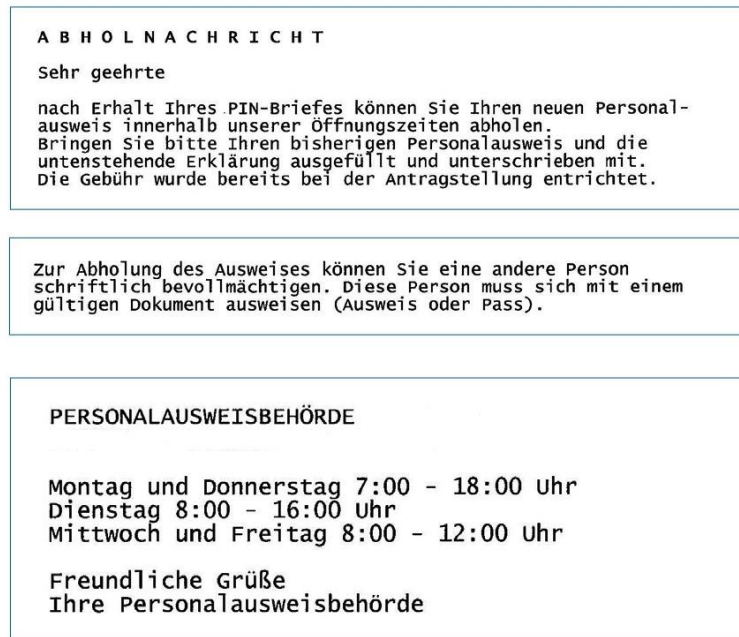 ABHOLNACHRICHT
Sehr geehrte
nach Erhalt Ihres PIN-Briefes können Sie Ihren neuen Personal-
ausweis innerhalb unserer Öffnungszeiten abholen.
Bringen Sie bitte Ihren bisherigen Personalausweis und die
untenstehende Erklärung ausgefüllt und unterschrieben mit.
Die Gebühr wurde bereits bei der Antragstellung entrichtet.
Zur Abholung des Ausweises können Sie eine andere Person
schriftlich bevollmächtigen. Diese Person muss sich mit einem
gültigen Dokument ausweisen (Ausweis oder Pass).
PERSONALAUSWEISBEHÖRDE
Montag und Donnerstag 7:00 - 18:00 Uhr
Dienstag 8:00 - 16:00 Uhr
Mittwoch und Freitag 8:00 - 12:00 Uhr
Freundliche Grüße
Ihre Personalausweisbehörde